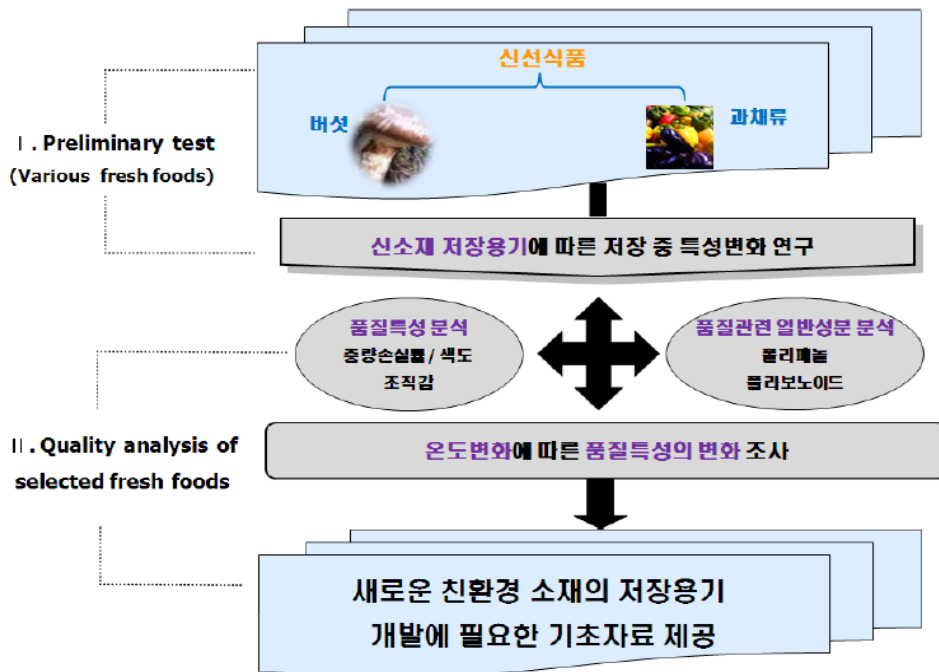 신선식품
버섯
과채류
Ⅰ. Preliminary test
(Various fresh foods)
신소재 저장용기에 따른 저장 중 특성변화 연구
품질특성 분석
중량손실률 / 색도
조직감
품질관련 일반성분 분석
폴리페놀
플라보노이드
Ⅱ. Quality analysis of
selected fresh foods
온도변화에 따른 품질특성의 변화 조사
새로운 친환경 소재의 저장용기
개발에 필요한 기초자료 제공